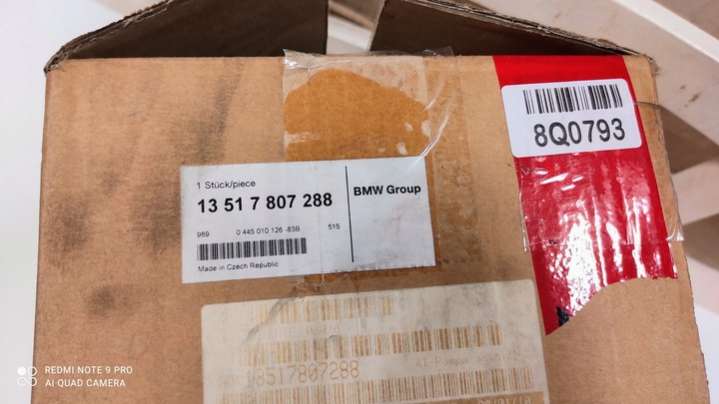 8Q0793
1 Stück/piece
13 51 7 807 288
BMW Group
989 0 445 010 126 -83B 515
Made in Czech Republic
REDMI NOTE 9 PRO
AI QUAD CAMERA